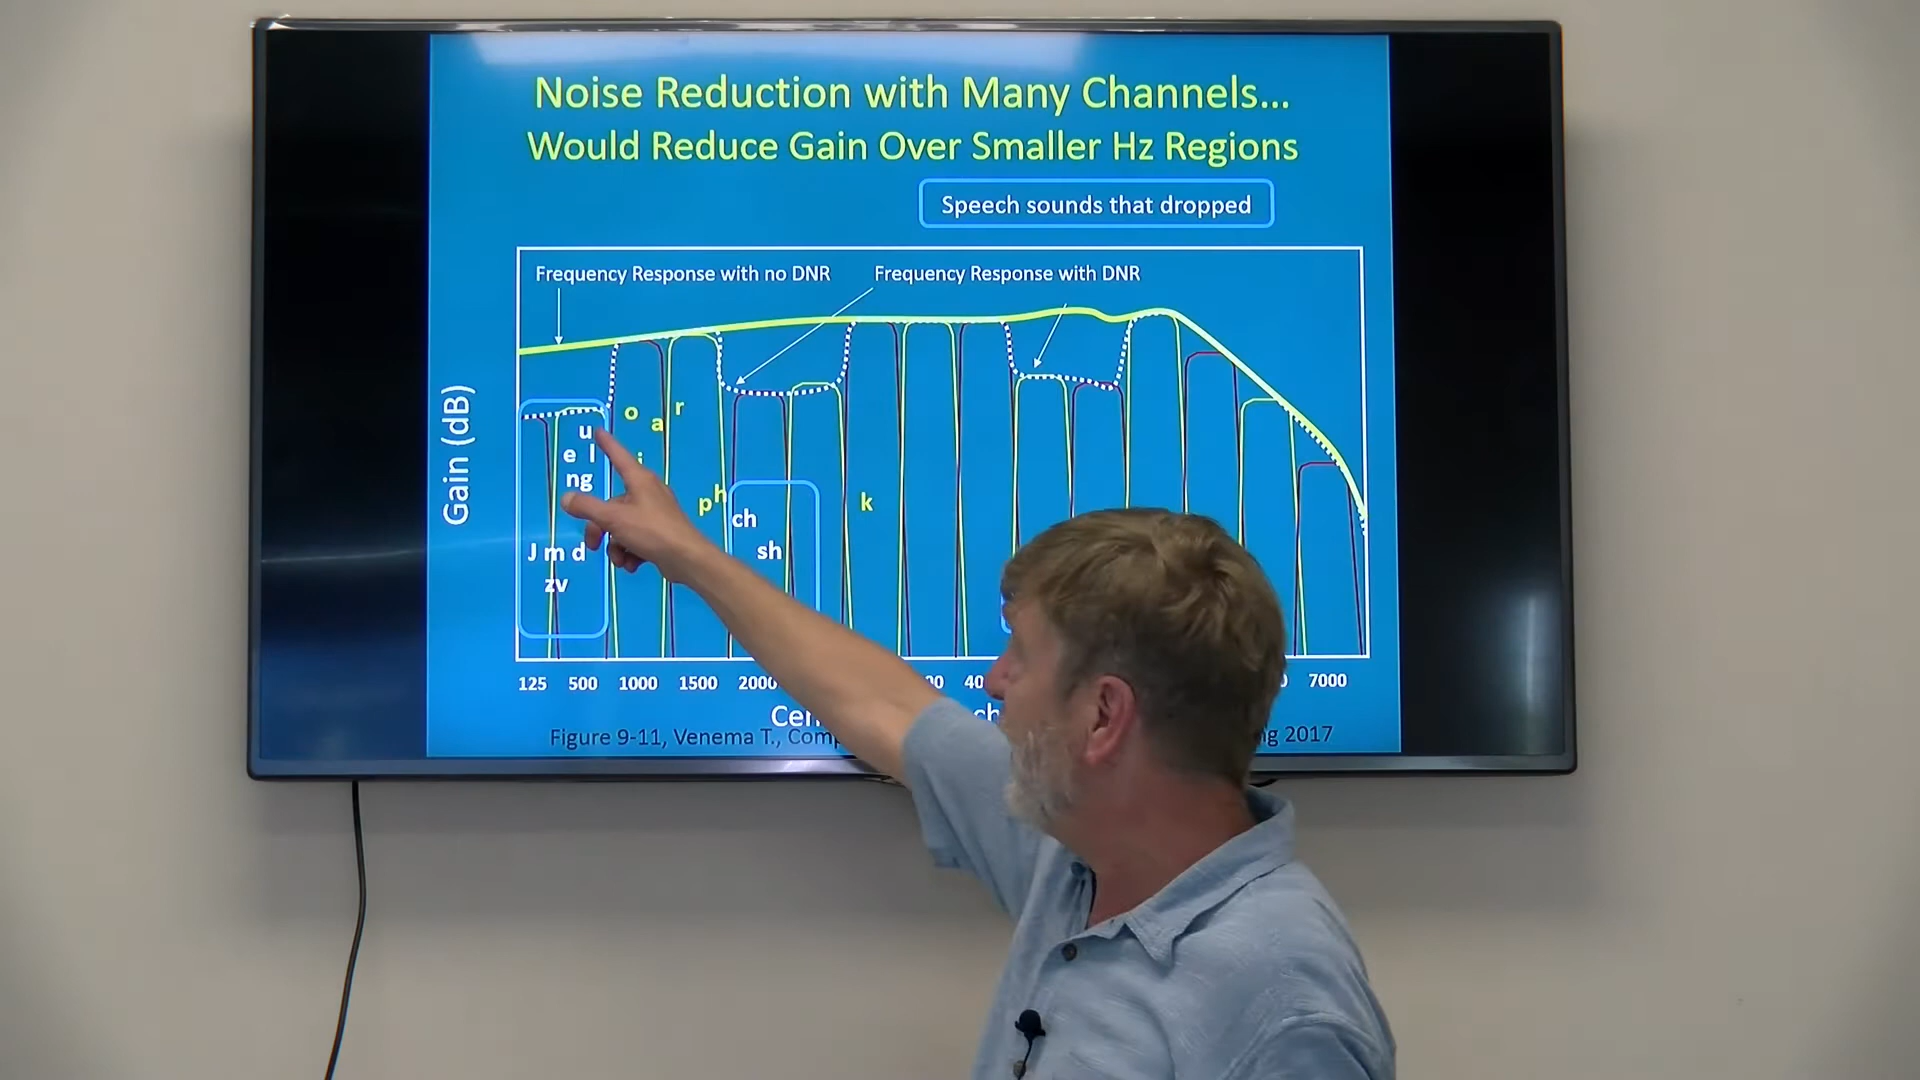 Noise Reduction with Many Channels...
Would Reduce Gain Over Smaller Hz Regions
Speech sounds that dropped
Frequency Response with no DNR
Frequency Response with DNR
Gain (dB)
o a r
u
e l i
ng
p h ch k
J m d sh
zv
125 500 1000 1500 2000 7000
Figure 9-11, Venema T., 2017